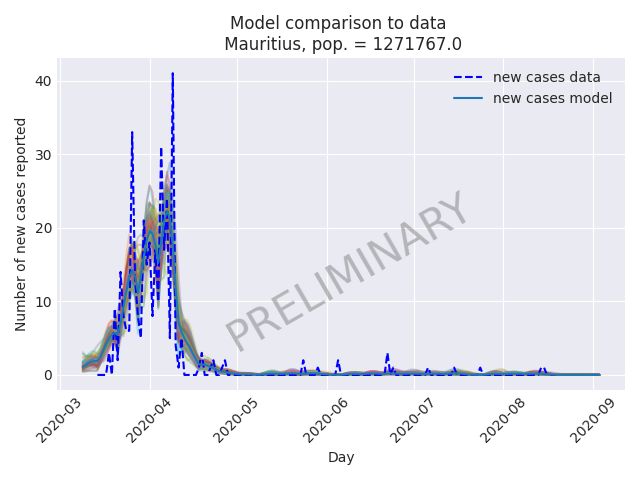 Model comparison to data
Mauritius, pop. = 1271767.0
new cases data
new cases model
40
30
20
10
0
Number of new cases reported
PRELIMINARY
2020-03
2020-04
2020-05
2020-06
2020-07
2020-08
2020-09
Day